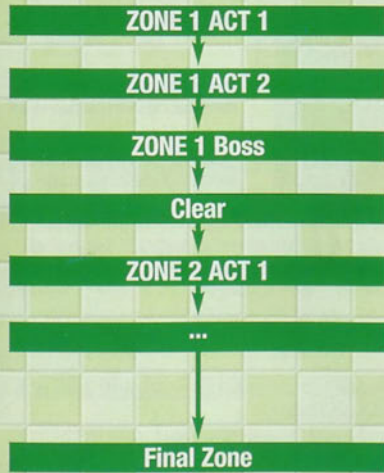 ZONE 1 ACT 1
ZONE 1 ACT 2
ZONE 1 Boss
Clear
ZONE 2 ACT 1
...
Final Zone